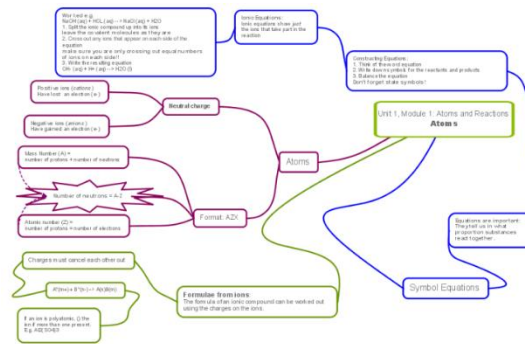 Worked e.g.
NaOH (aq) + HCL (aq) --> NaCl (aq) + H2O
1. Split the ionic compound up into its ions
leave the covalent molecules as they are
2. Cross out any ions that appear on each side of the
equation
make sure you are only crossing out equal numbers
of ions on each side!!
3. Write the resulting equation
OH- (aq) + H+ (aq) --> H2O (l)
Ionic Equations:
Ionic equations show just
the ions that take part in the
reaction
Constructing Equations:
1. Think of the word equation
2. Write down symbols for the reactants and products
3. Balance the equation
Don't forget state symbols!
Unit 1, Module 1: Atoms and Reactions
Atoms
Positive ion (cations)
Have lost an electron (e-)
Neutral charge
Negative ion (anions)
Have gained an electron (e-)
Atoms
Mass Number (A) =
number of protons + number of neutrons
Number of neutrons = A-Z
Format: AZX
Atomic number (Z) =
number of protons = number of electrons
Equations are important
They tell us in what
proportion substances
react together.
Symbol Equations
Charges must cancel each other out
Formulae from ions
The formula of an ionic compound can be worked out
using the charges on the ions.
If an ion is polyatomic, () the
ion if more than one present.